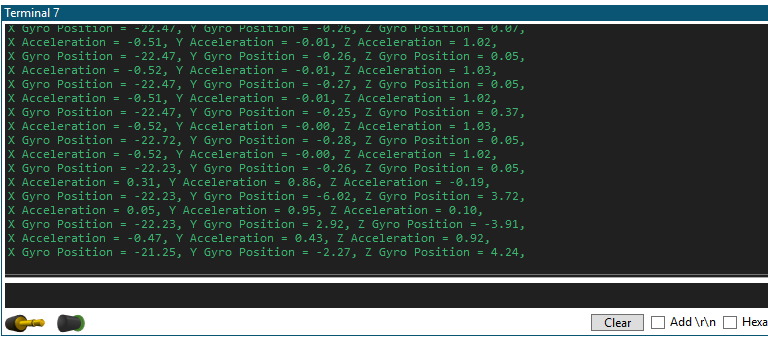 Terminal 7
X Gyro Position = -22.47, Y Gyro Position = -0.26, Z Gyro Position = 0.07,
X Acceleration = -0.51, Y Acceleration = -0.01, Z Acceleration = 1.02,
X Gyro Position = -22.47, Y Gyro Position = -0.26, Z Gyro Position = 0.05,
X Acceleration = -0.52, Y Acceleration = -0.01, Z Acceleration = 1.03,
X Gyro Position = -22.47, Y Gyro Position = -0.27, Z Gyro Position = 0.05,
X Acceleration = -0.51, Y Acceleration = -0.01, Z Acceleration = 1.02,
X Gyro Position = -22.47, Y Gyro Position = -0.25, Z Gyro Position = 0.37,
X Acceleration = -0.52, Y Acceleration = -0.00, Z Acceleration = 1.03,
X Gyro Position = -22.72, Y Gyro Position = -0.28, Z Gyro Position = 0.05,
X Acceleration = -0.52, Y Acceleration = -0.00, Z Acceleration = 1.02,
X Gyro Position = -22.23, Y Gyro Position = -0.26, Z Gyro Position = 0.05,
X Acceleration = 0.31, Y Acceleration = 0.86, Z Acceleration = -0.19,
X Gyro Position = -22.23, Y Gyro Position = -6.02, Z Gyro Position = 3.72,
X Acceleration = 0.05, Y Acceleration = 0.95, Z Acceleration = 0.10,
X Gyro Position = -22.23, Y Gyro Position = 2.92, Z Gyro Position = -3.91,
X Acceleration = -0.47, Y Acceleration = 0.43, Z Acceleration = 0.92,
X Gyro Position = -21.25, Y Gyro Position = -2.27, Z Gyro Position = 4.24,
Clear Add \r\n Hexa